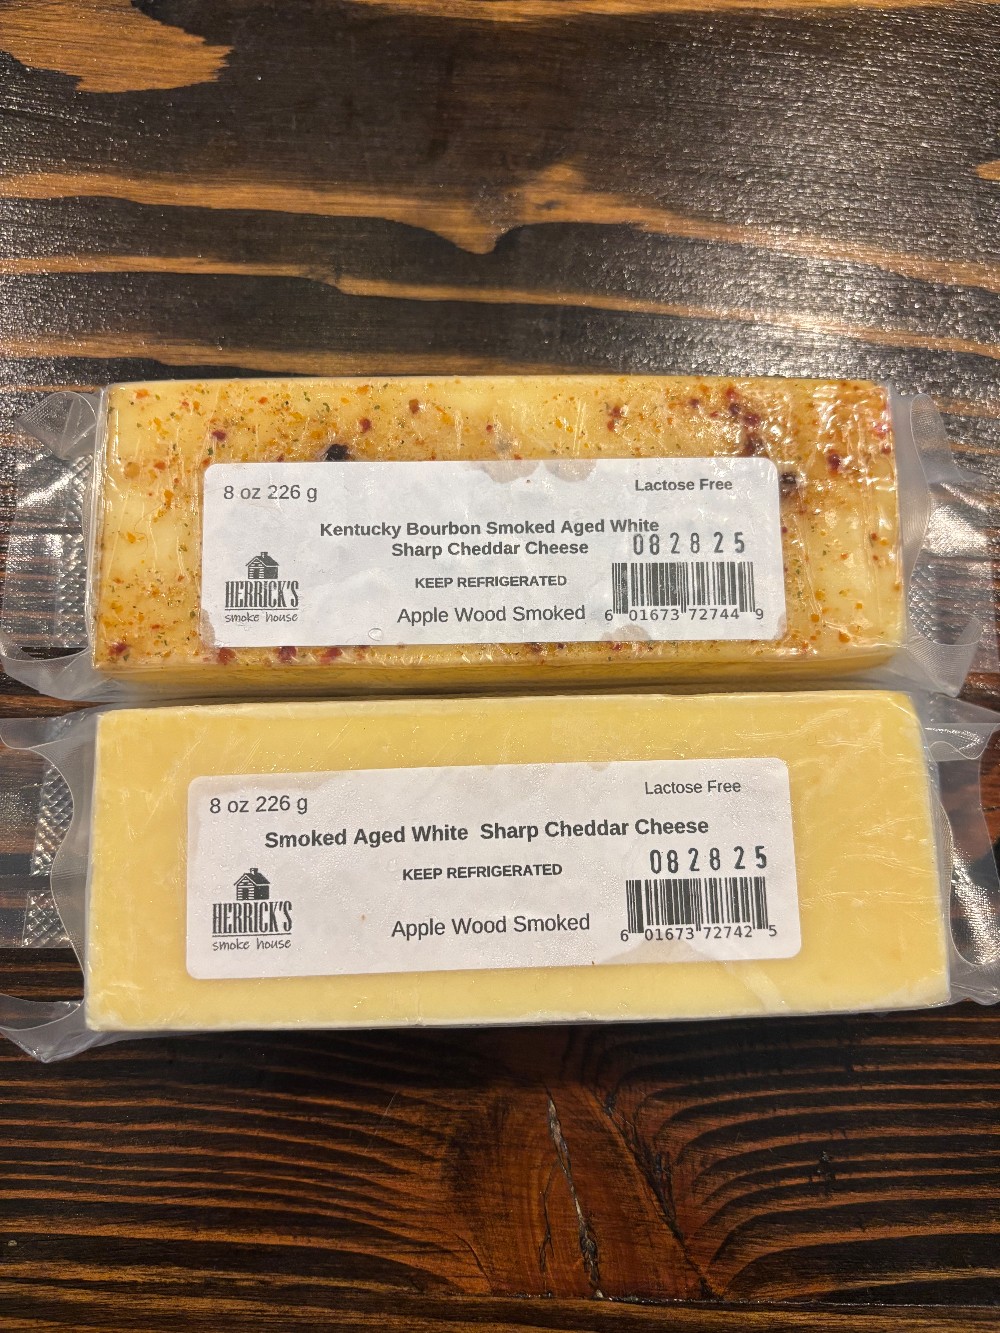 8 oz 226 g
Lactose Free
Kentucky Bourbon Smoked Aged White
Sharp Cheddar Cheese
082825
KEEP REFRIGERATED
HERRICK'S
smoke house
Apple Wood Smoked
6 01673 72744 9
8 oz 226 g
Lactose Free
Smoked Aged White Sharp Cheddar Cheese
082825
KEEP REFRIGERATED
HERRICK'S
smoke house
Apple Wood Smoked
6 01673 72742 5